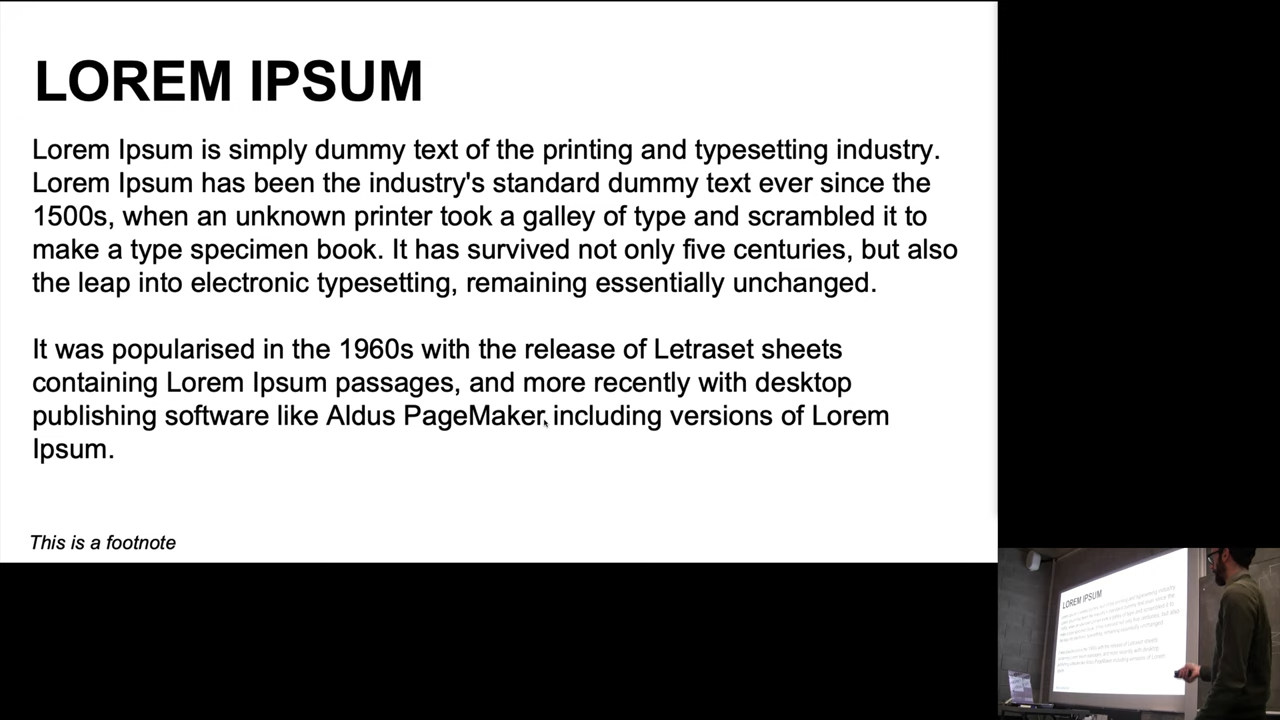 LOREM IPSUM
Lorem Ipsum is simply dummy text of the printing and typesetting industry.
Lorem Ipsum has been the industry's standard dummy text ever since the
1500s, when an unknown printer took a galley of type and scrambled it to
make a type specimen book. It has survived not only five centuries, but also
the leap into electronic typesetting, remaining essentially unchanged.
It was popularised in the 1960s with the release of Letraset sheets
containing Lorem Ipsum passages, and more recently with desktop
publishing software like Aldus PageMaker including versions of Lorem
Ipsum.
This is a footnote
LOREM IPSUM